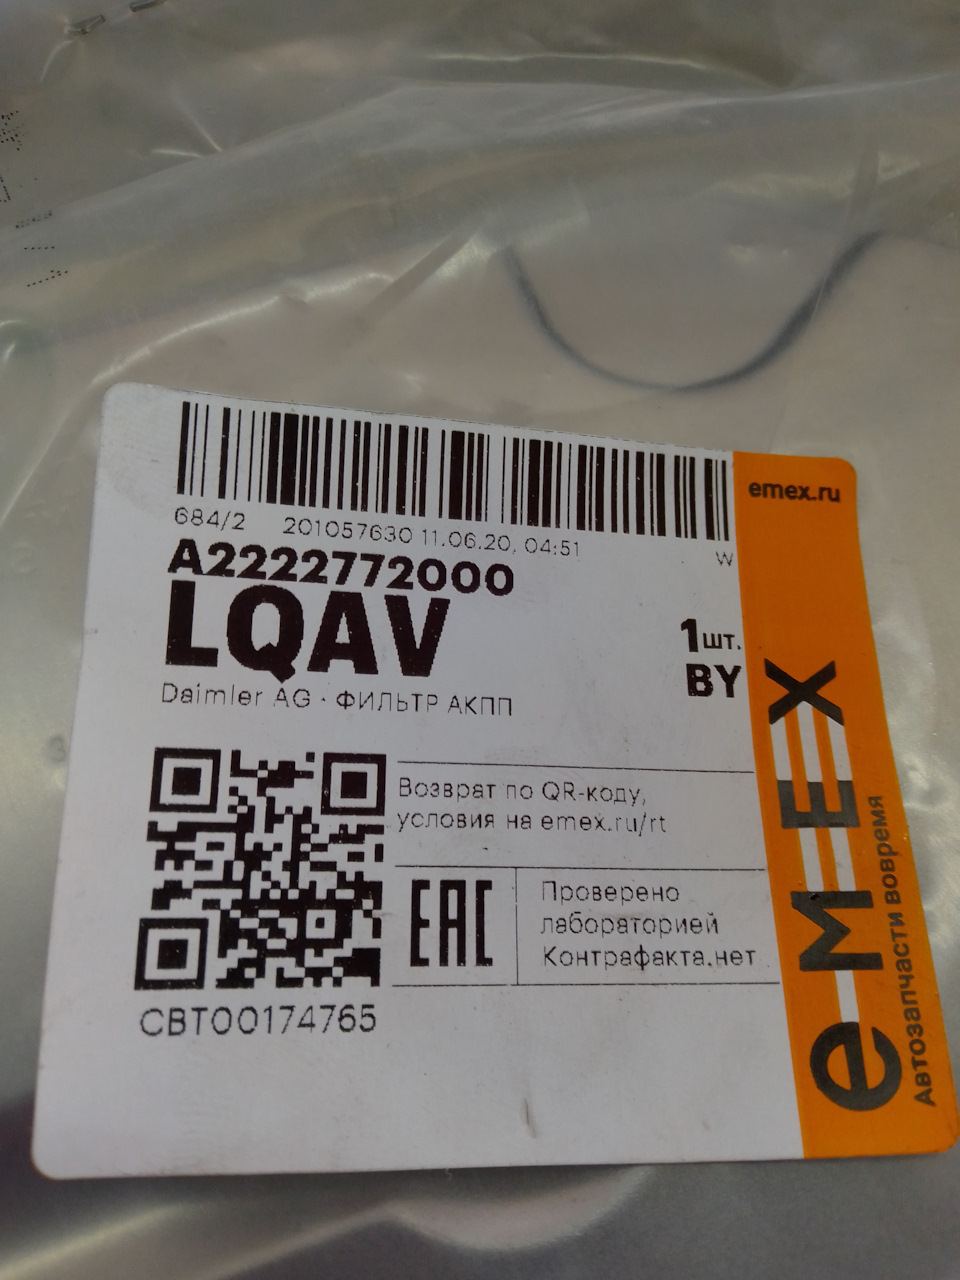 emex.ru
684/2 201057630 11.06.20, 04:51
W
A2222772000
LQAV
1шт.
BY
Daimler AG · ФИЛЬТР АКПП
Возврат по QR-коду,
условия на emex.ru/rt
EAC
Проверено
лабораторией
Контрафакта.нет
CBT00174765
eMEX
Автозапчасти вовремя